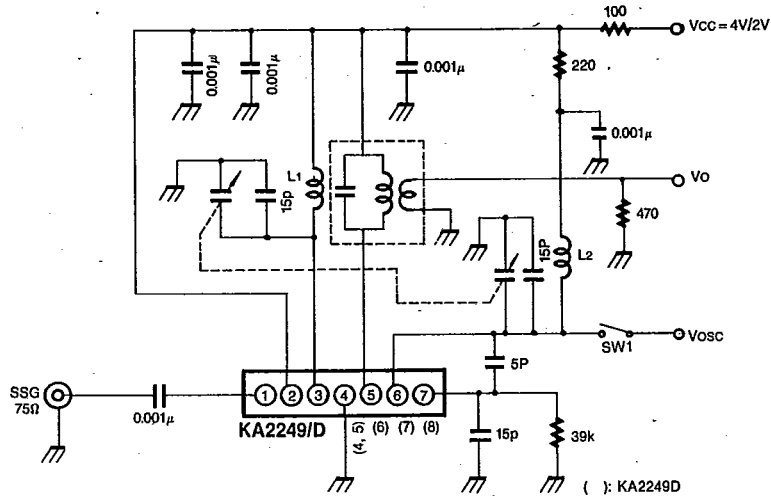 100
VCC = 4V/2V
220
0.001μ
0.001μ
0.001μ
0.001μ
L1
15p
VO
470
15P
L2
VOSC
SW1
5P
SSG
75Ω
0.001μ
1 2 3 4 5 6 7
KA2249/D
(4, 5) (6) (7) (8)
15p
39k
( ): KA2249D